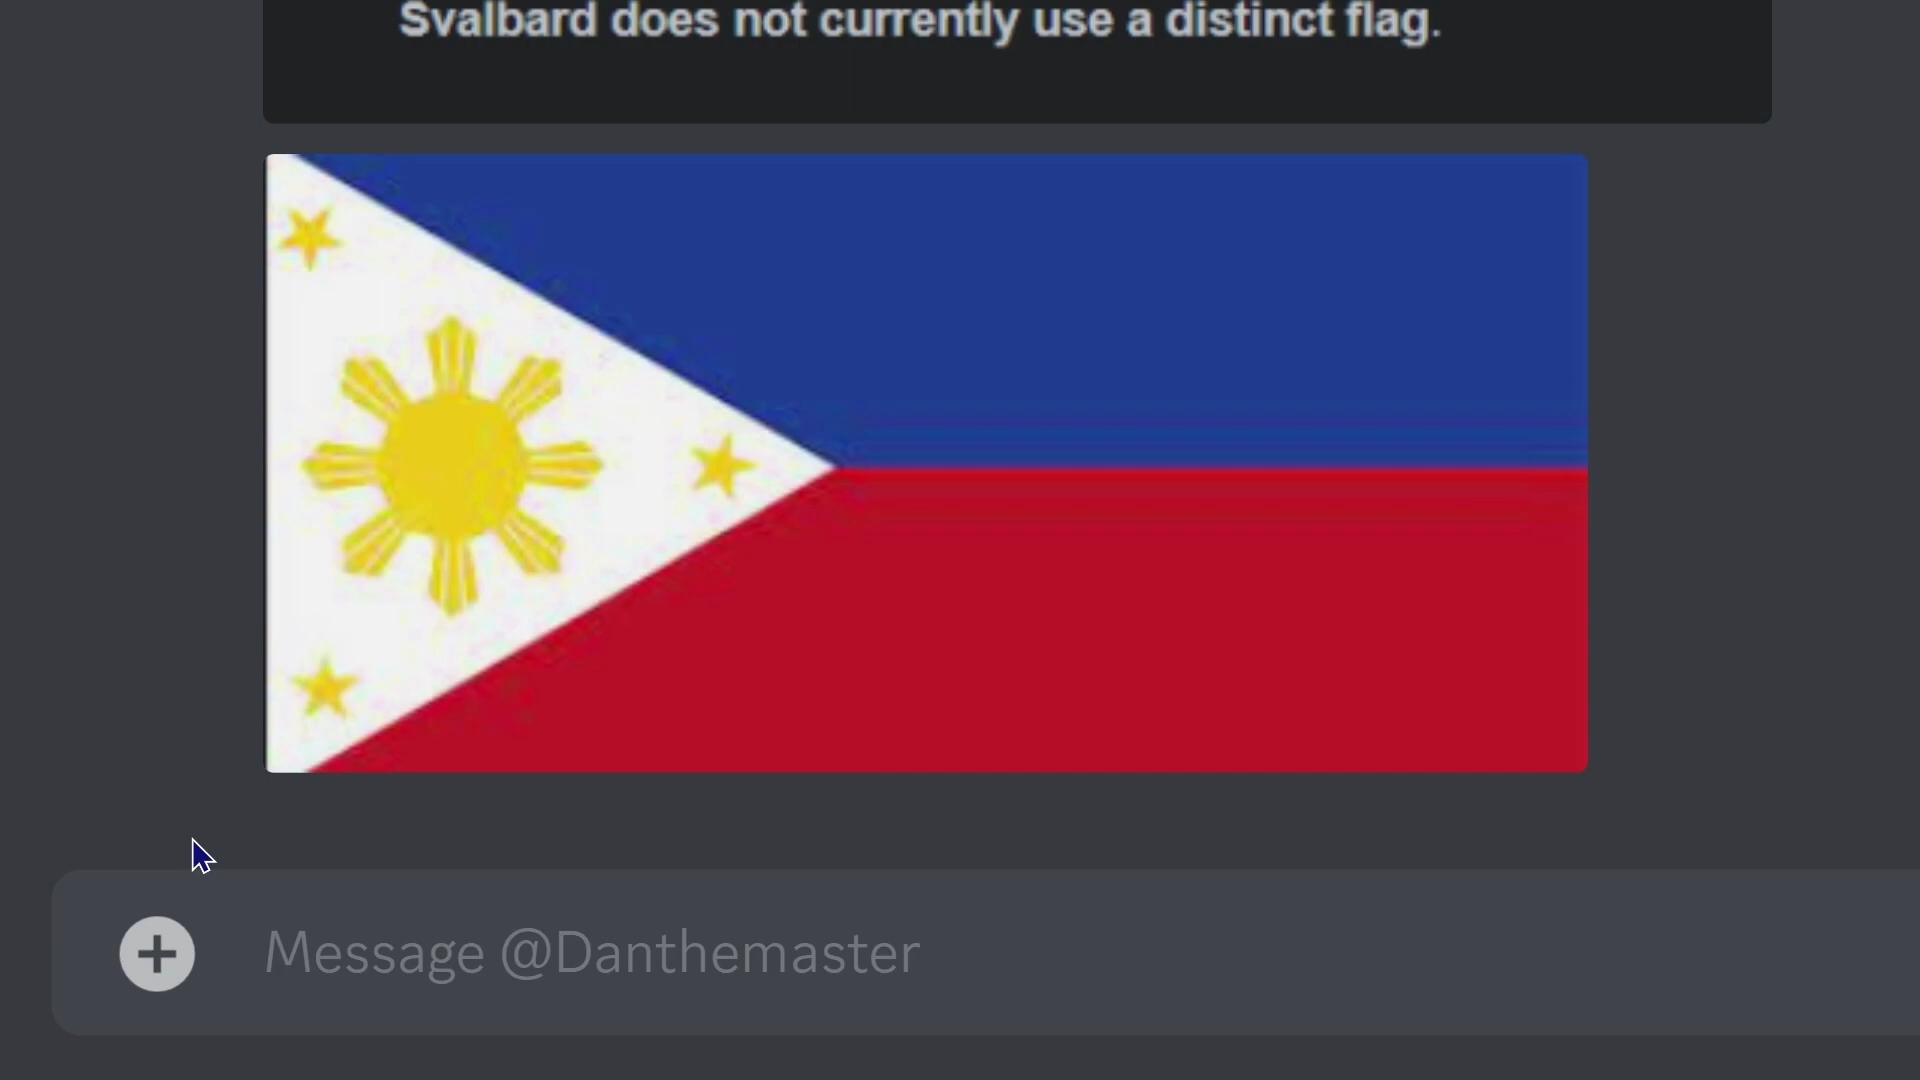 Svalbard does not currently use a distinct flag.
Message @Danthemaster